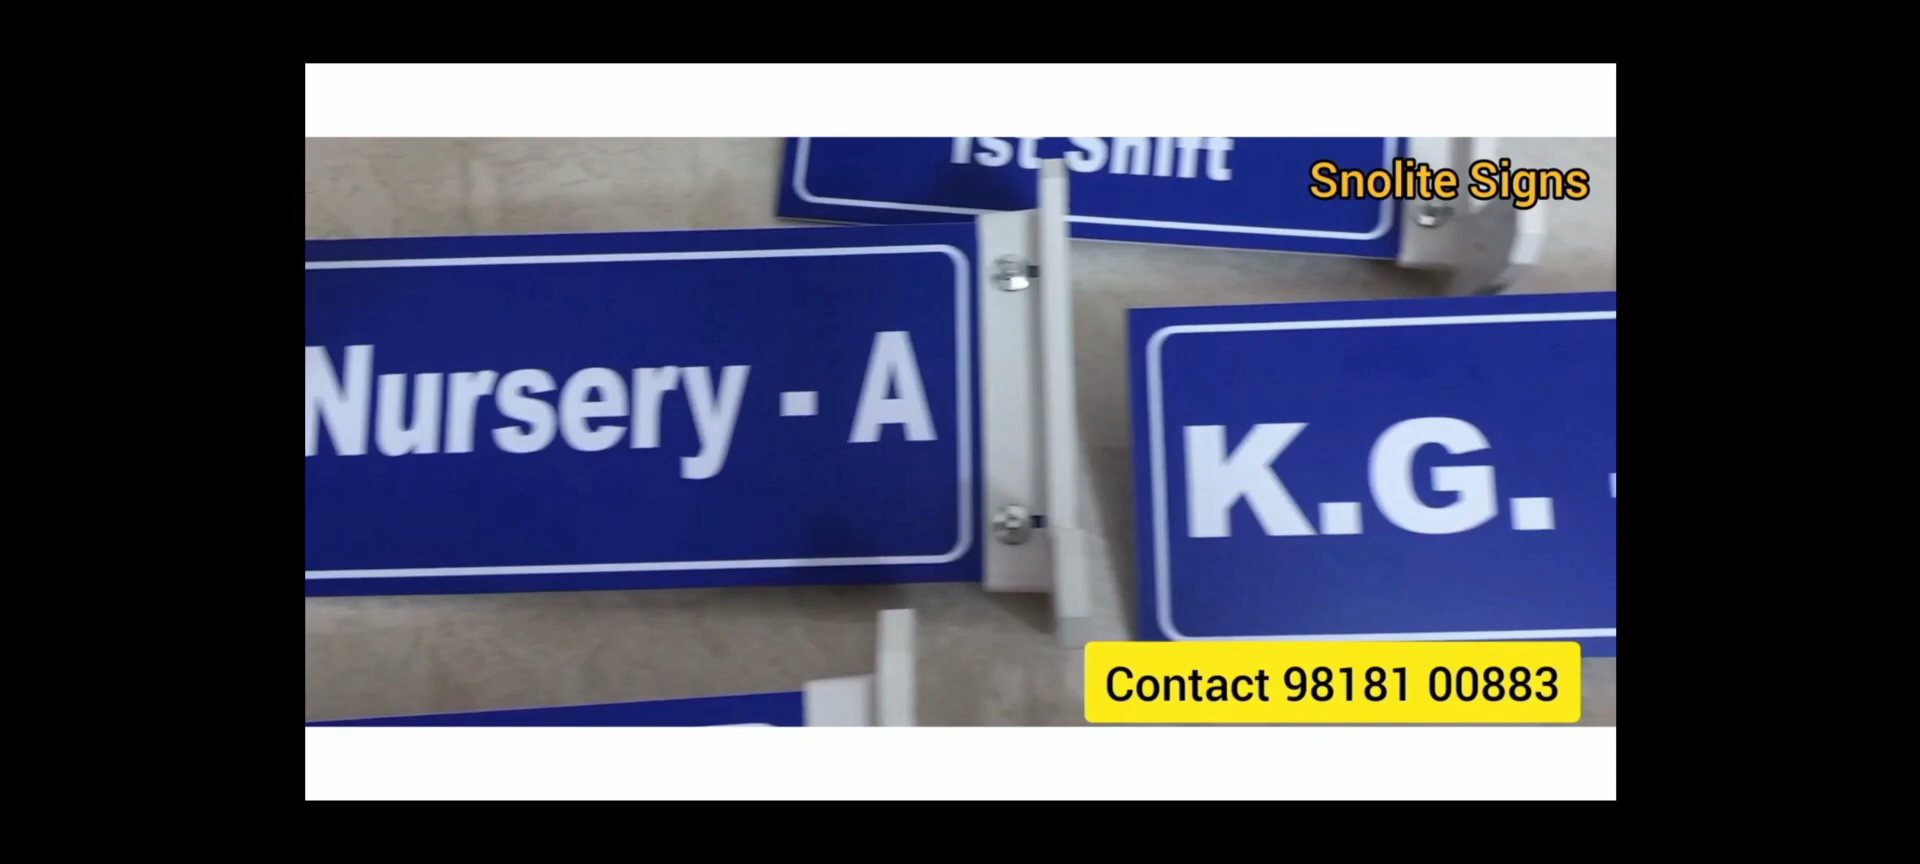 1st Shift
Snolite Signs
Nursery - A
K.G.
Contact 98181 00883